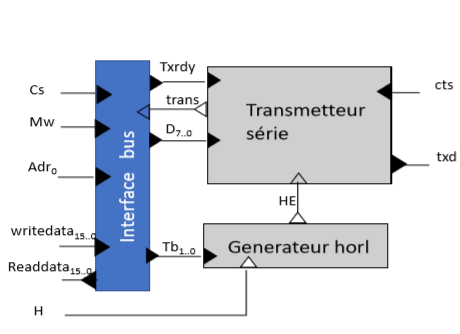 Txrdy
Cs
trans
cts
Mw
Transmetteur
série
D7..0
txd
Adr0
Interface bus
HE
writedata15..0
Tb1..0
Generateur horl
Readdata15..0
H